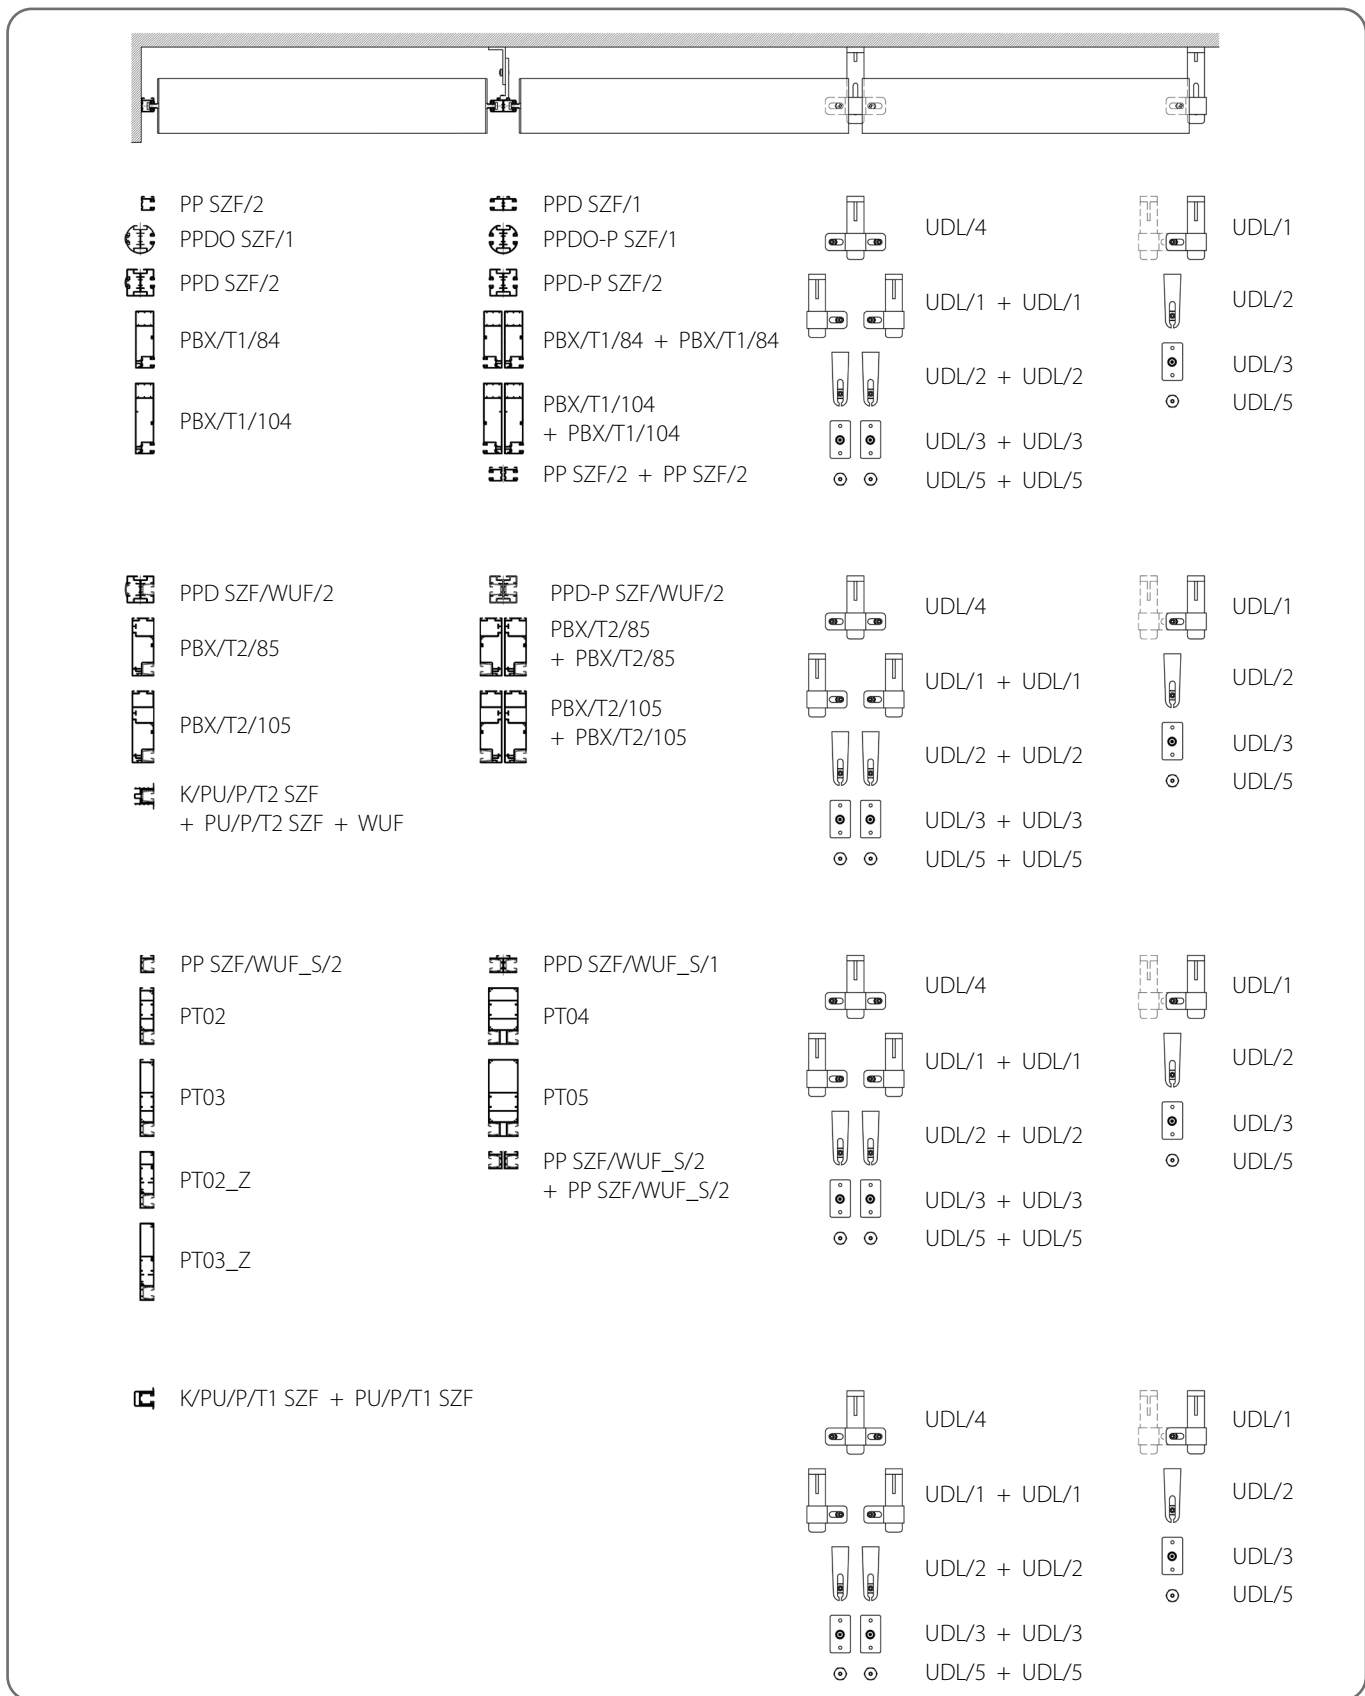 PP SZF/2
PPDO SZF/1
PPD SZF/2
PBX/T1/84
PBX/T1/104
PPD SZF/1
PPDO-P SZF/1
PPD-P SZF/2
PBX/T1/84 + PBX/T1/84
PBX/T1/104
+ PBX/T1/104
PP SZF/2 + PP SZF/2
UDL/4
UDL/1 + UDL/1
UDL/2 + UDL/2
UDL/3 + UDL/3
UDL/5 + UDL/5
UDL/1
UDL/2
UDL/3
UDL/5
PPD SZF/WUF/2
PBX/T2/85
PBX/T2/105
K/PU/P/T2 SZF
+ PU/P/T2 SZF + WUF
PPD-P SZF/WUF/2
PBX/T2/85
+ PBX/T2/85
PBX/T2/105
+ PBX/T2/105
UDL/4
UDL/1 + UDL/1
UDL/2 + UDL/2
UDL/3 + UDL/3
UDL/5 + UDL/5
UDL/1
UDL/2
UDL/3
UDL/5
PP SZF/WUF_S/2
PT02
PT03
PT02_Z
PT03_Z
PPD SZF/WUF_S/1
PT04
PT05
PP SZF/WUF_S/2
+ PP SZF/WUF_S/2
UDL/4
UDL/1 + UDL/1
UDL/2 + UDL/2
UDL/3 + UDL/3
UDL/5 + UDL/5
UDL/1
UDL/2
UDL/3
UDL/5
K/PU/P/T1 SZF + PU/P/T1 SZF
UDL/4
UDL/1 + UDL/1
UDL/2 + UDL/2
UDL/3 + UDL/3
UDL/5 + UDL/5
UDL/1
UDL/2
UDL/3
UDL/5